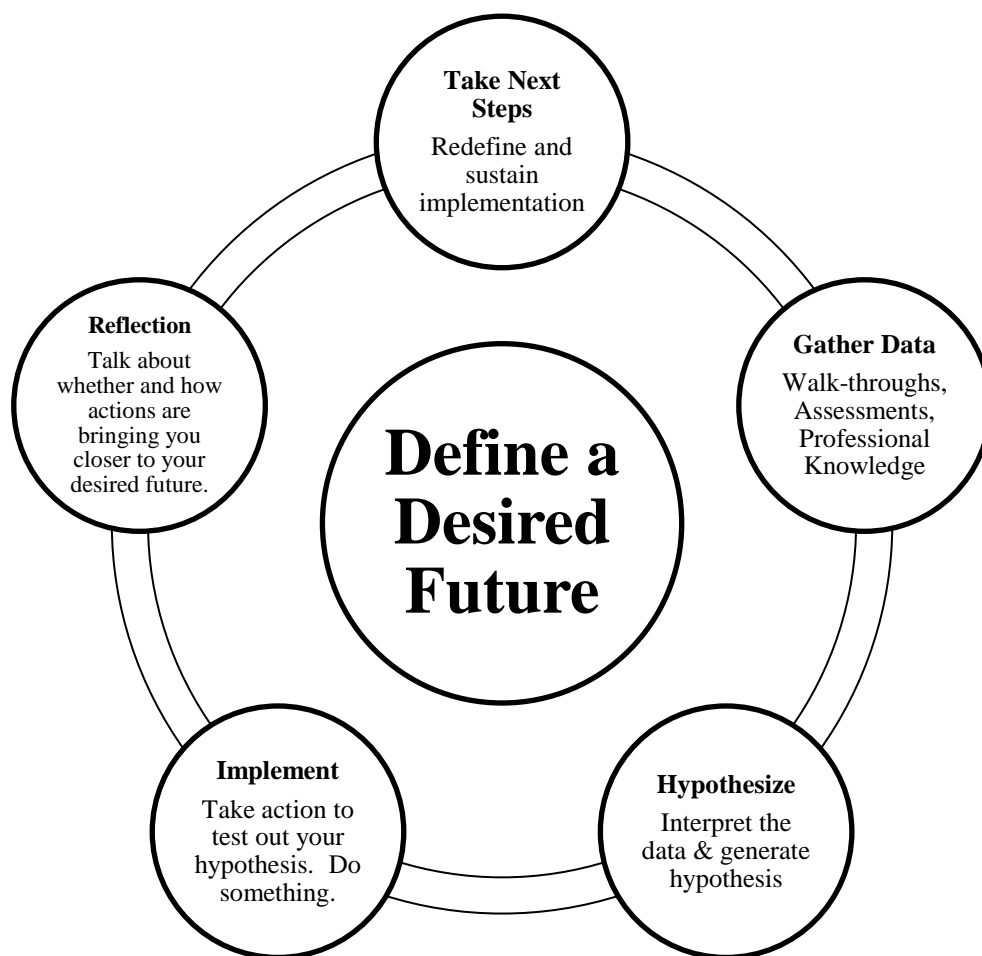 Take Next
Steps
Redefine and
sustain
implementation
Gather Data
Walk-throughs,
Assessments,
Professional
Knowledge
Hypothesize
Interpret the
data & generate
hypothesis
Implement
Take action to
test out your
hypothesis.  Do
something.
Reflection
Talk about
whether and how
actions are
bringing you
closer to your
desired future.
Define a
Desired
Future